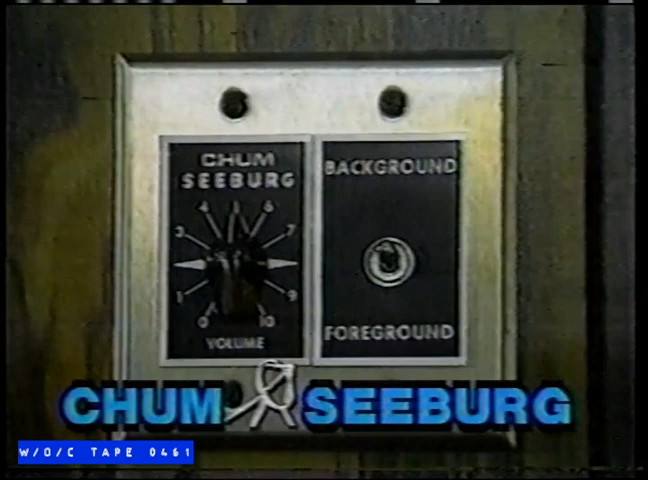 CHUM
SEEBURG
4 5 6
3 7
1 9
0 10
VOLUME
BACKGROUND
FOREGROUND
CHUM SEEBURG
W/O/C TAPE 0461